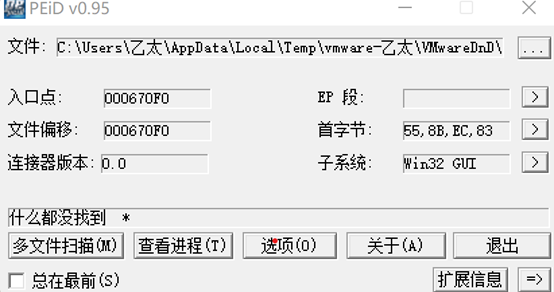 PEiD v0.95
文件: C:\Users\乙太\AppData\Local\Temp\vmware-乙太\VMwareDnD\ ...
入口点: 000670F0 EP 段: >
文件偏移: 000670F0 首字节: 55,8B,EC,83 >
连接器版本: 0.0 子系统: Win32 GUI >
什么都没找到 *
多文件扫描(M) 查看进程(T) 选项(O) 关于(A) 退出
总在最前(S) 扩展信息 =>